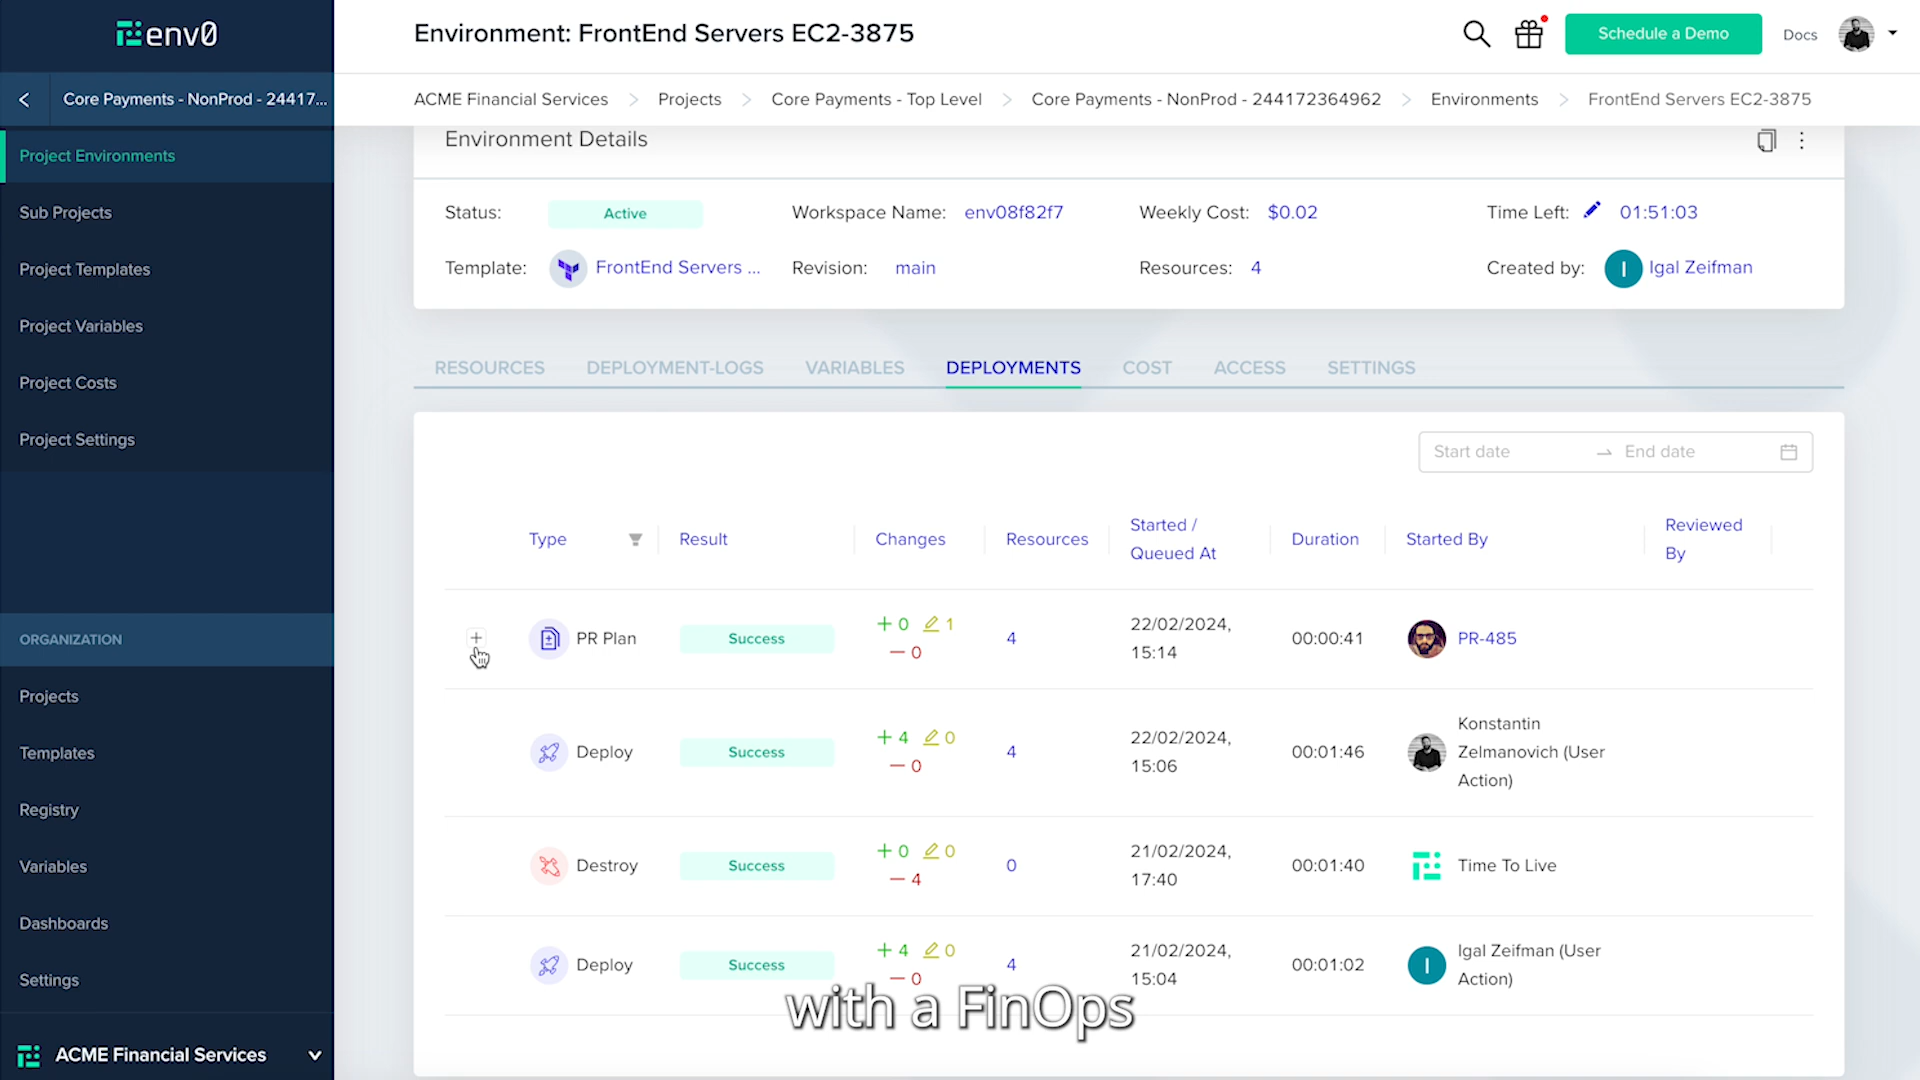 env0
Environment: FrontEnd Servers EC2-3875
Schedule a Demo
Docs
Core Payments - NonProd - 24417...
ACME Financial Services
Projects
Core Payments - Top Level
Core Payments - NonProd - 244172364962
Environments
FrontEnd Servers EC2-3875
Project Environments
Sub Projects
Project Templates
Project Variables
Project Costs
Project Settings
ORGANIZATION
Projects
Templates
Registry
Variables
Dashboards
Settings
ACME Financial Services
Environment Details
Status: Active
Workspace Name: env08f82f7
Weekly Cost: $0.02
Time Left: 01:51:03
Template: FrontEnd Servers ...
Revision: main
Resources: 4
Created by: I Igal Zeifman
RESOURCES DEPLOYMENT-LOGS VARIABLES DEPLOYMENTS COST ACCESS SETTINGS
Start date End date
Type
Result
Changes
Resources
Started /
Queued At
Duration
Started By
Reviewed
By
PR Plan
Success
+ 0 1
− 0
4
22/02/2024,
15:14
00:00:41
PR-485
Deploy
Success
+ 4 0
− 0
4
22/02/2024,
15:06
00:01:46
Konstantin
Zelmanovich (User
Action)
Destroy
Success
+ 0 0
− 4
0
21/02/2024,
17:40
00:01:40
Time To Live
Deploy
Success
+ 4 0
− 0
4
21/02/2024,
15:04
00:01:02
I
Igal Zeifman (User
Action)
with a FinOps